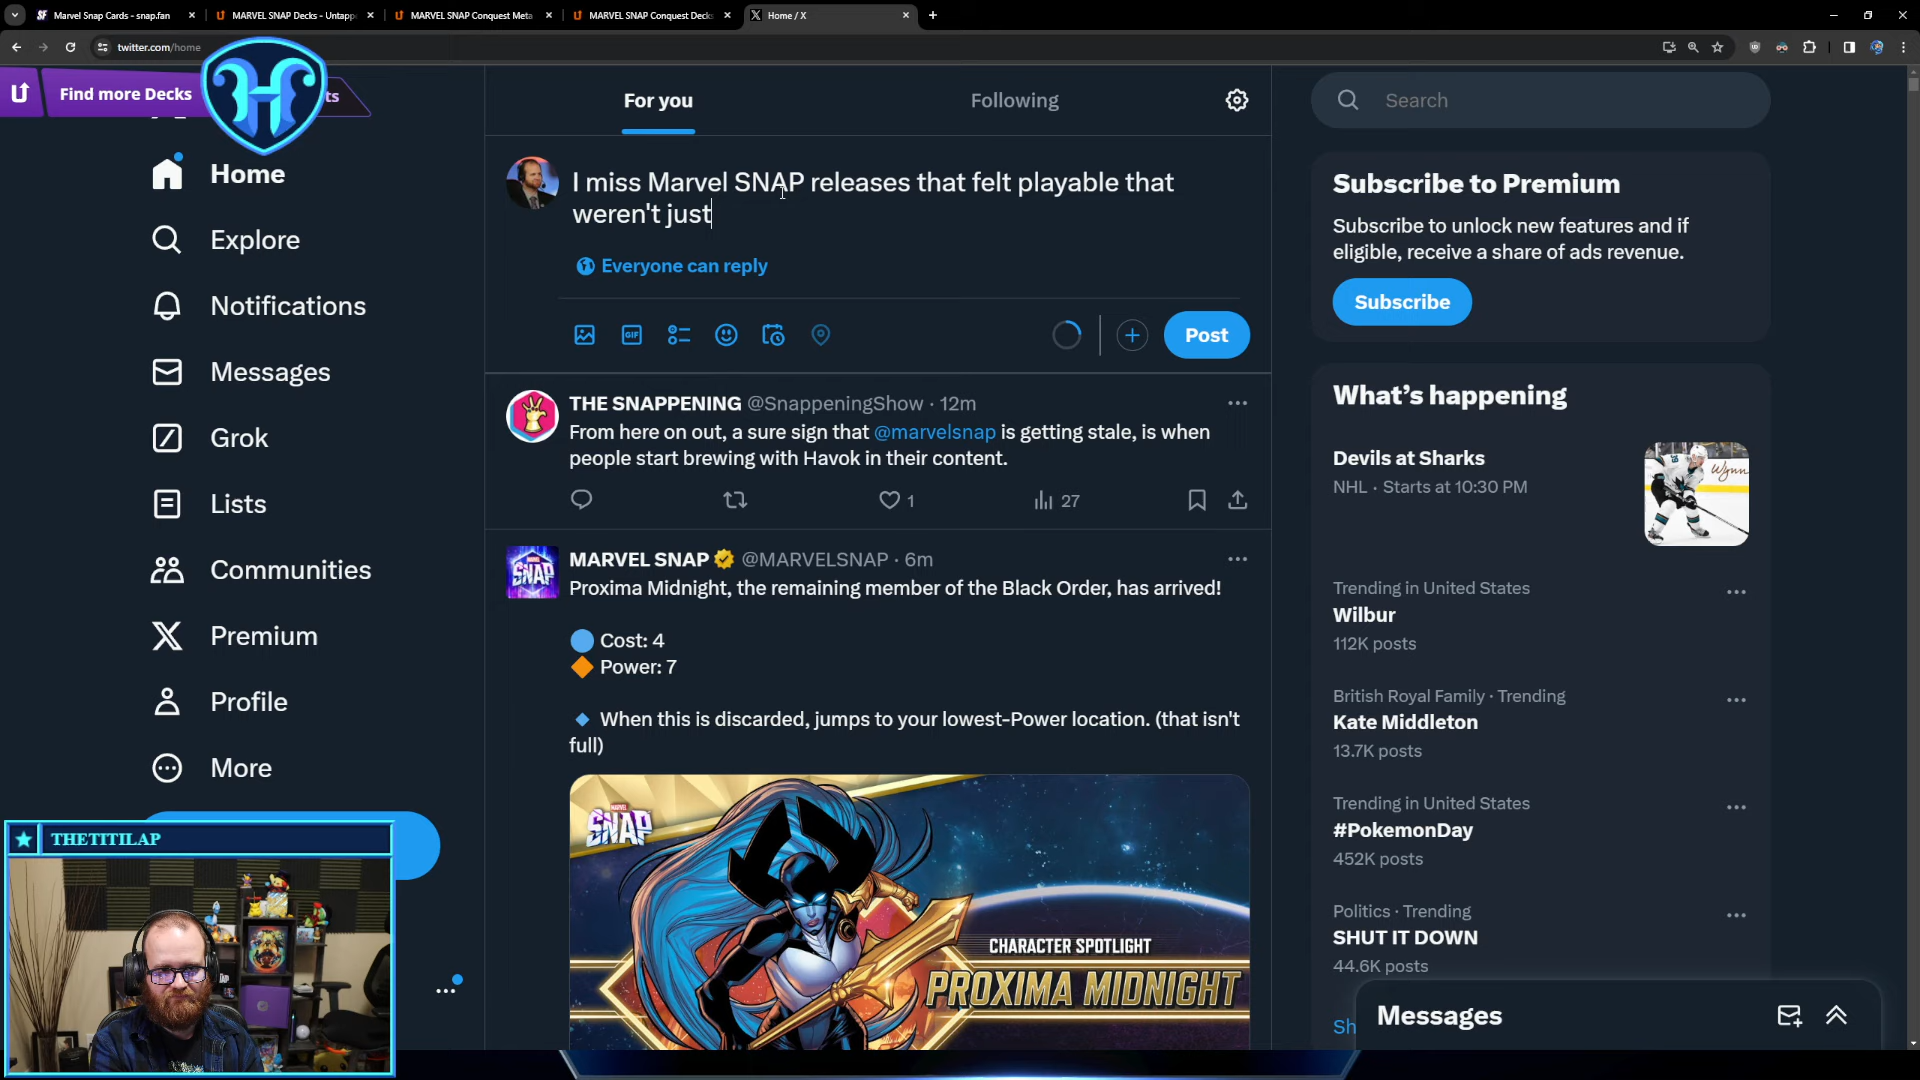 Marvel Snap Cards - snap.fan
MARVEL SNAP Decks - Untapp
MARVEL SNAP Conquest Meta
MARVEL SNAP Conquest Decks
Home / X
twitter.com/home
Find more Decks
ts
Home
Explore
Notifications
Messages
Grok
Lists
Communities
Premium
Profile
More
THETITILAP
For you
Following
I miss Marvel SNAP releases that felt playable that
weren't just
Everyone can reply
GIF
Post
THE SNAPPENING @SnappeningShow · 12m
From here on out, a sure sign that @marvelsnap is getting stale, is when
people start brewing with Havok in their content.
1
27
MARVEL SNAP @MARVELSNAP · 6m
Proxima Midnight, the remaining member of the Black Order, has arrived!
Cost: 4
Power: 7
When this is discarded, jumps to your lowest-Power location. (that isn't
full)
MARVEL
SNAP
CHARACTER SPOTLIGHT
PROXIMA MIDNIGHT
Search
Subscribe to Premium
Subscribe to unlock new features and if
eligible, receive a share of ads revenue.
Subscribe
What's happening
Devils at Sharks
NHL · Starts at 10:30 PM
Trending in United States
Wilbur
112K posts
British Royal Family · Trending
Kate Middleton
13.7K posts
Trending in United States
#PokemonDay
452K posts
Politics · Trending
SHUT IT DOWN
44.6K posts
Sh
Messages